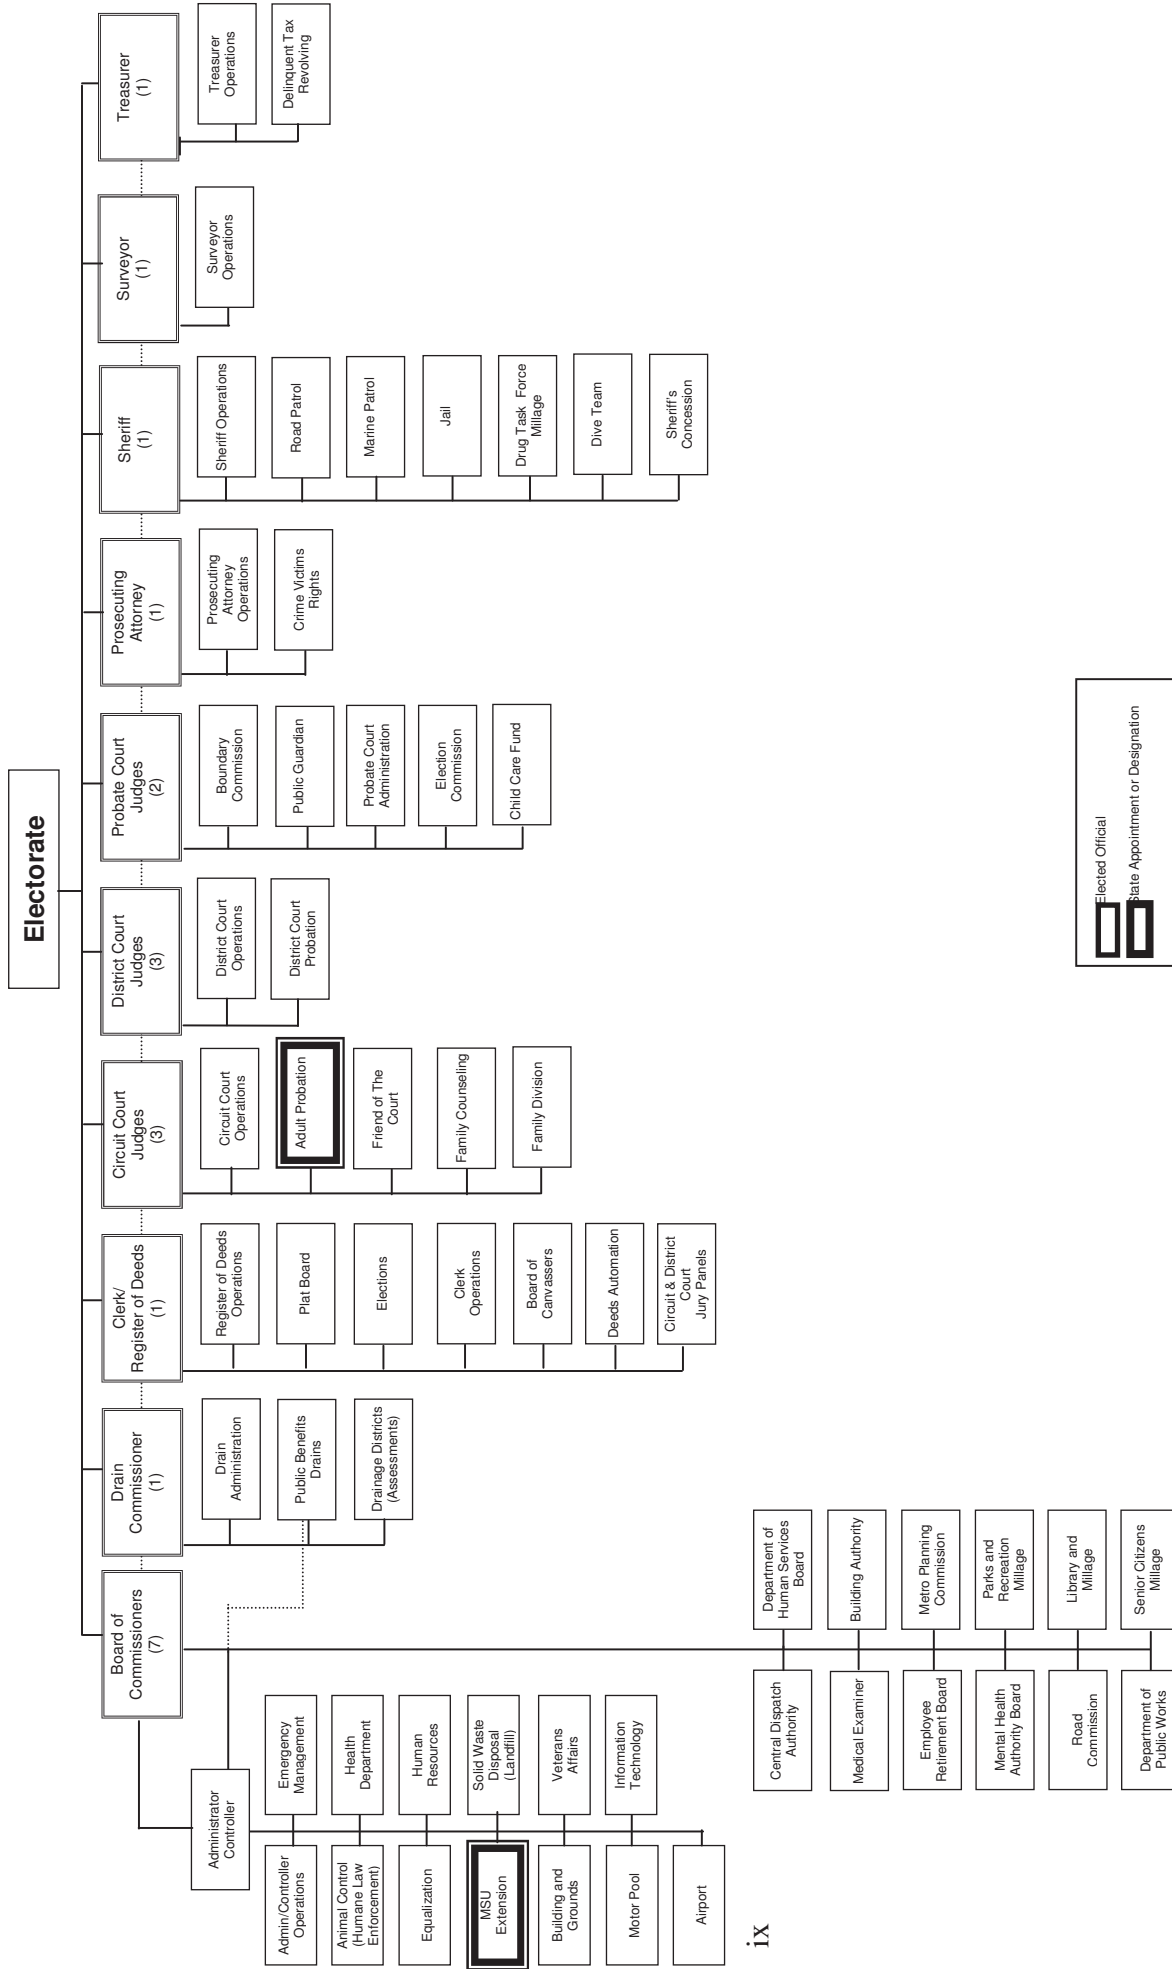 Electorate
Board of
Commissioners
(7)
Drain
Commissioner
(1)
Clerk/
Register of Deeds
(1)
Circuit Court
Judges
(3)
District Court
Judges
(3)
Probate Court
Judges
(2)
Prosecuting
Attorney
(1)
Sheriff
(1)
Surveyor
(1)
Treasurer
(1)
Administrator
Controller
Admin/Controller
Operations
Emergency
Management
Animal Control
(Humane Law
Enforcement)
Health
Department
Equalization
Human
Resources
MSU
Extension
Solid Waste
Disposal
(Landfill)
Building and
Grounds
Veterans
Affairs
Motor Pool
Information
Technology
Airport
Central Dispatch
Authority
Department of
Human Services
Board
Medical Examiner
Building Authority
Employee
Retirement Board
Metro Planning
Commission
Mental Health
Authority Board
Parks and
Recreation
Millage
Road
Commission
Library and
Millage
Department of
Public Works
Senior Citizens
Millage
Drain
Administration
Public Benefits
Drains
Drainage Districts
(Assessments)
Register of Deeds
Operations
Plat Board
Elections
Clerk
Operations
Board of
Canvassers
Deeds Automation
Circuit & District
Court
Jury Panels
Circuit Court
Operations
Adult Probation
Friend of The
Court
Family Counseling
Family Division
District Court
Operations
District Court
Probation
Boundary
Commission
Public Guardian
Probate Court
Administration
Election
Commission
Child Care Fund
Prosecuting
Attorney
Operations
Crime Victims
Rights
Sheriff Operations
Road Patrol
Marine Patrol
Jail
Drug Task Force
Millage
Dive Team
Sheriff's
Concession
Surveyor
Operations
Treasurer
Operations
Delinquent Tax
Revolving
Elected Official
State Appointment or Designation
ix